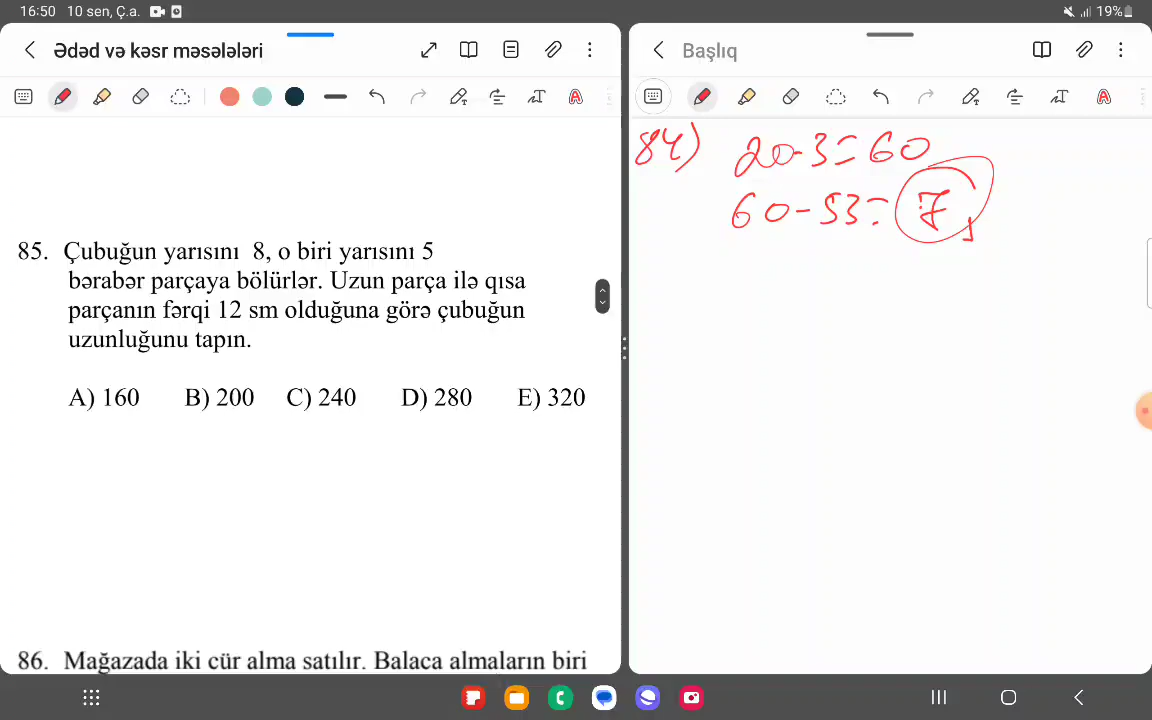 16:50 10 sen, Ç.a. 19%
Ədəd və kəsr məsələləri
85. Çubuğun yarısını 8, o biri yarısını 5
bərabər parçaya bölürlər. Uzun parça ilə qısa
parçanın fərqi 12 sm olduğuna görə çubuğun
uzunluğunu tapın.
A) 160 B) 200 C) 240 D) 280 E) 320
86. Mağazada iki cür alma satılır. Balaca almaların biri
Başlıq
84) 20-3=60
60-53=7